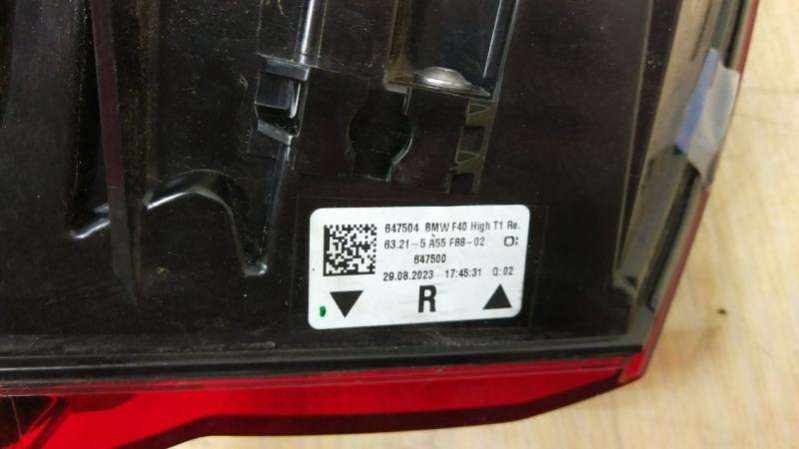 647504 BMW F40 High T1 Re.
63.21-5 A55 F88-02
647500
29.08.2023 17:45:31 Q:02
R